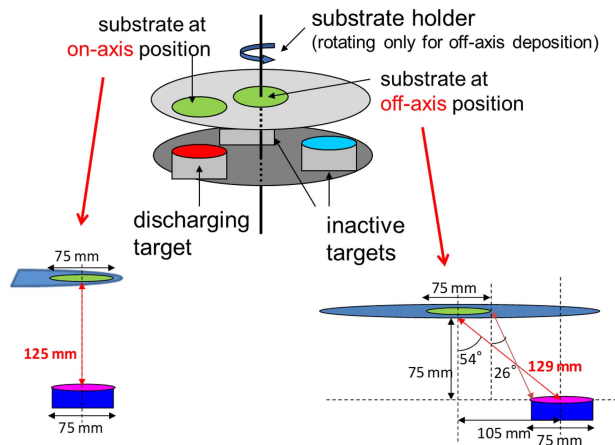 substrate at
on-axis position
substrate holder
(rotating only for off-axis deposition)
substrate at
off-axis position
discharging
target
inactive
targets
75 mm
125 mm
75 mm
75 mm
75 mm
54°
26°
129 mm
105 mm
75 mm